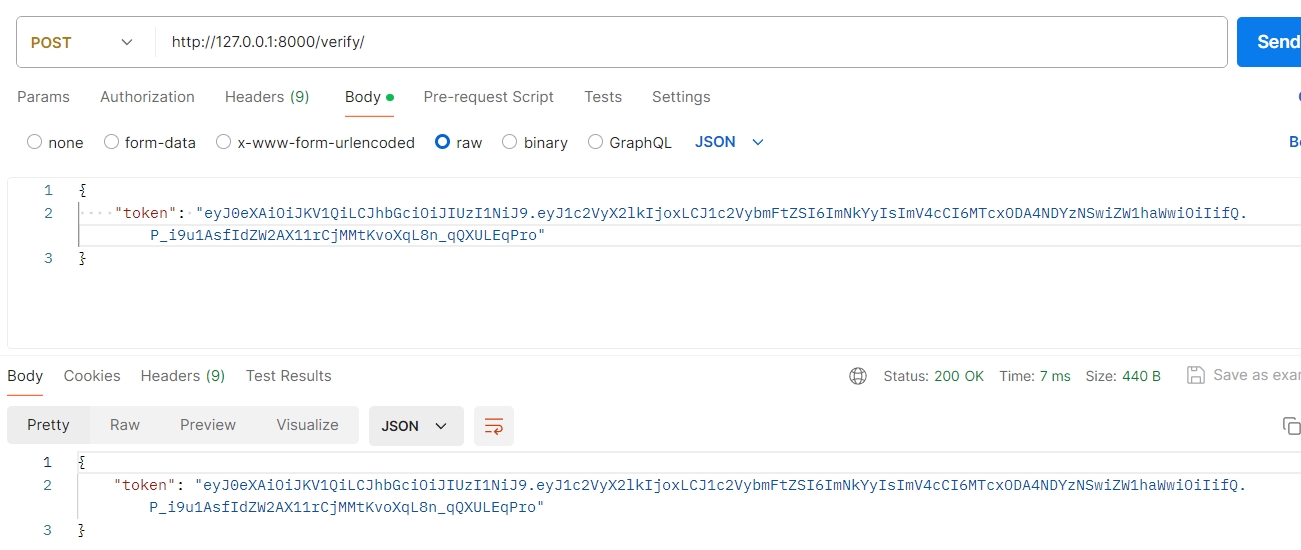 POST http://127.0.0.1:8000/verify/ Send
Params Authorization Headers (9) Body Pre-request Script Tests Settings
none form-data x-www-form-urlencoded raw binary GraphQL JSON
1 {
2 "token": "eyJ0eXAiOiJKV1QiLCJhbGciOiJIUzI1NiJ9.eyJ1c2VyX2lkIjoxLCJ1c2VybmFtZSI6ImNkYyIsImV4cCI6MTcxODA4NDYzNSwiZW1haWwiOiIifQ.
P_i9u1AsfIdZW2AX11rCjMMtKvoXqL8n_qQXULEqPro"
3 }
Body Cookies Headers (9) Test Results Status: 200 OK Time: 7 ms Size: 440 B Save as exar
Pretty Raw Preview Visualize JSON
1 {
2 "token": "eyJ0eXAiOiJKV1QiLCJhbGciOiJIUzI1NiJ9.eyJ1c2VyX2lkIjoxLCJ1c2VybmFtZSI6ImNkYyIsImV4cCI6MTcxODA4NDYzNSwiZW1haWwiOiIifQ.
P_i9u1AsfIdZW2AX11rCjMMtKvoXqL8n_qQXULEqPro"
3 }